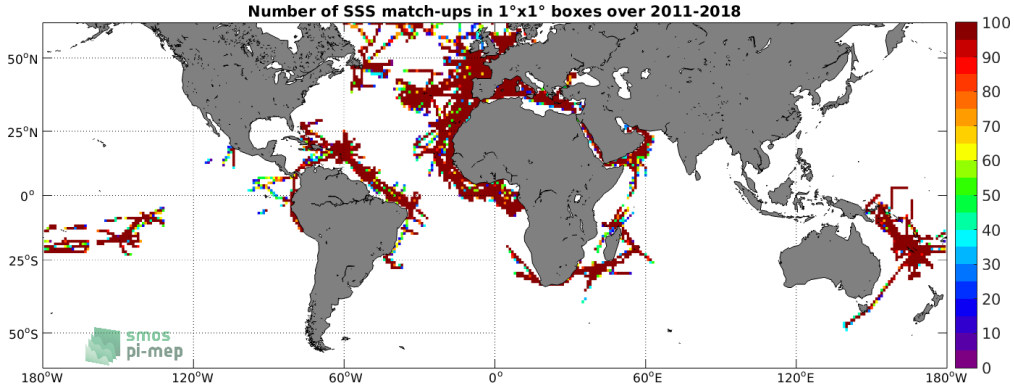 Number of SSS match-ups in 1°x1° boxes over 2011-2018
50°N
25°N
0°
25°S
50°S
180°W
120°W
60°W
0°
60°E
120°E
180°W
100
90
80
70
60
50
40
30
20
10
0
smos
pi-mep